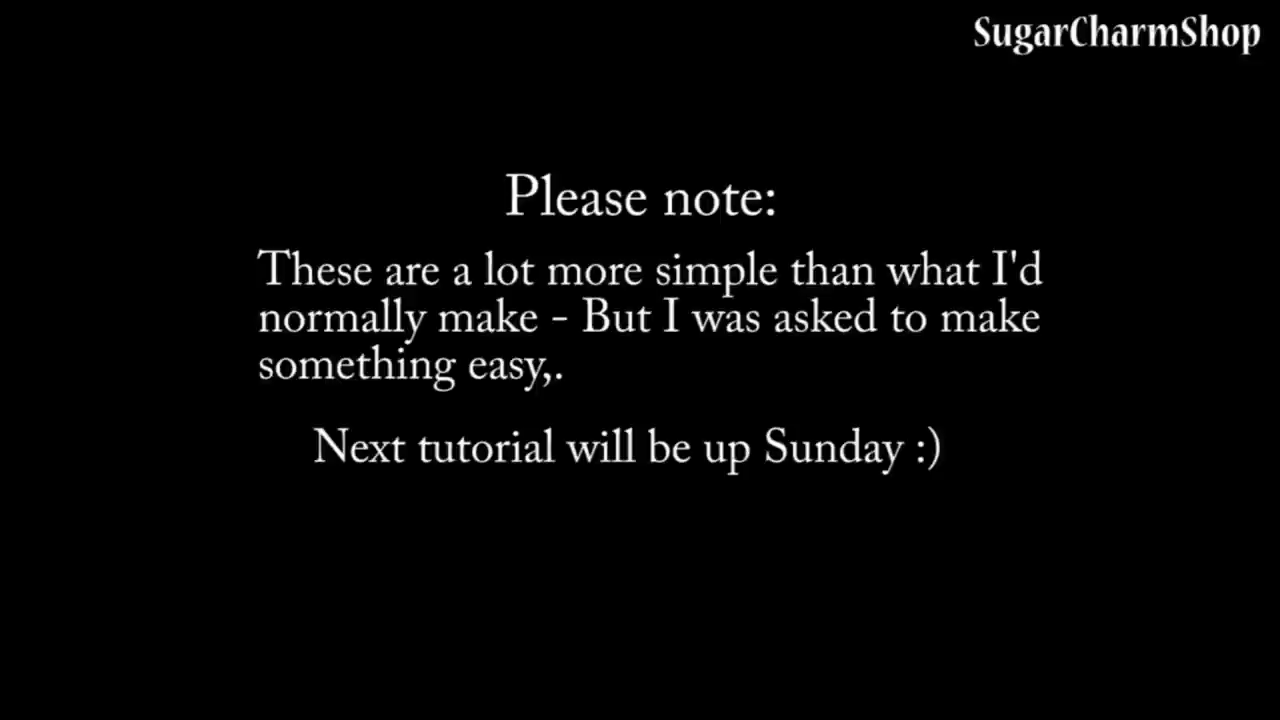 SugarCharmShop
Please note:
These are a lot more simple than what I'd
normally make - But I was asked to make
something easy,.
Next tutorial will be up Sunday :)